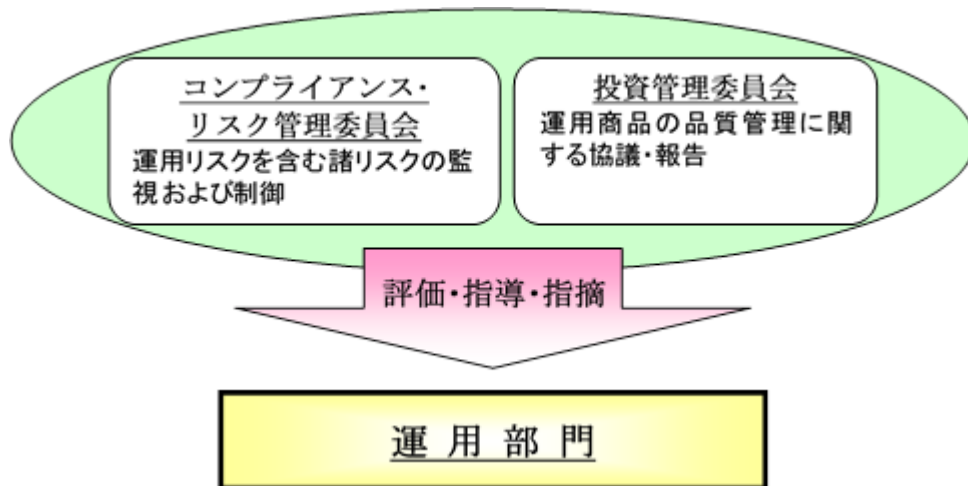 コンプライアンス・
リスク管理委員会
運用リスクを含む諸リスクの監
視および制御
投資管理委員会
運用商品の品質管理に関
する協議・報告
評価・指導・指摘
運用部門